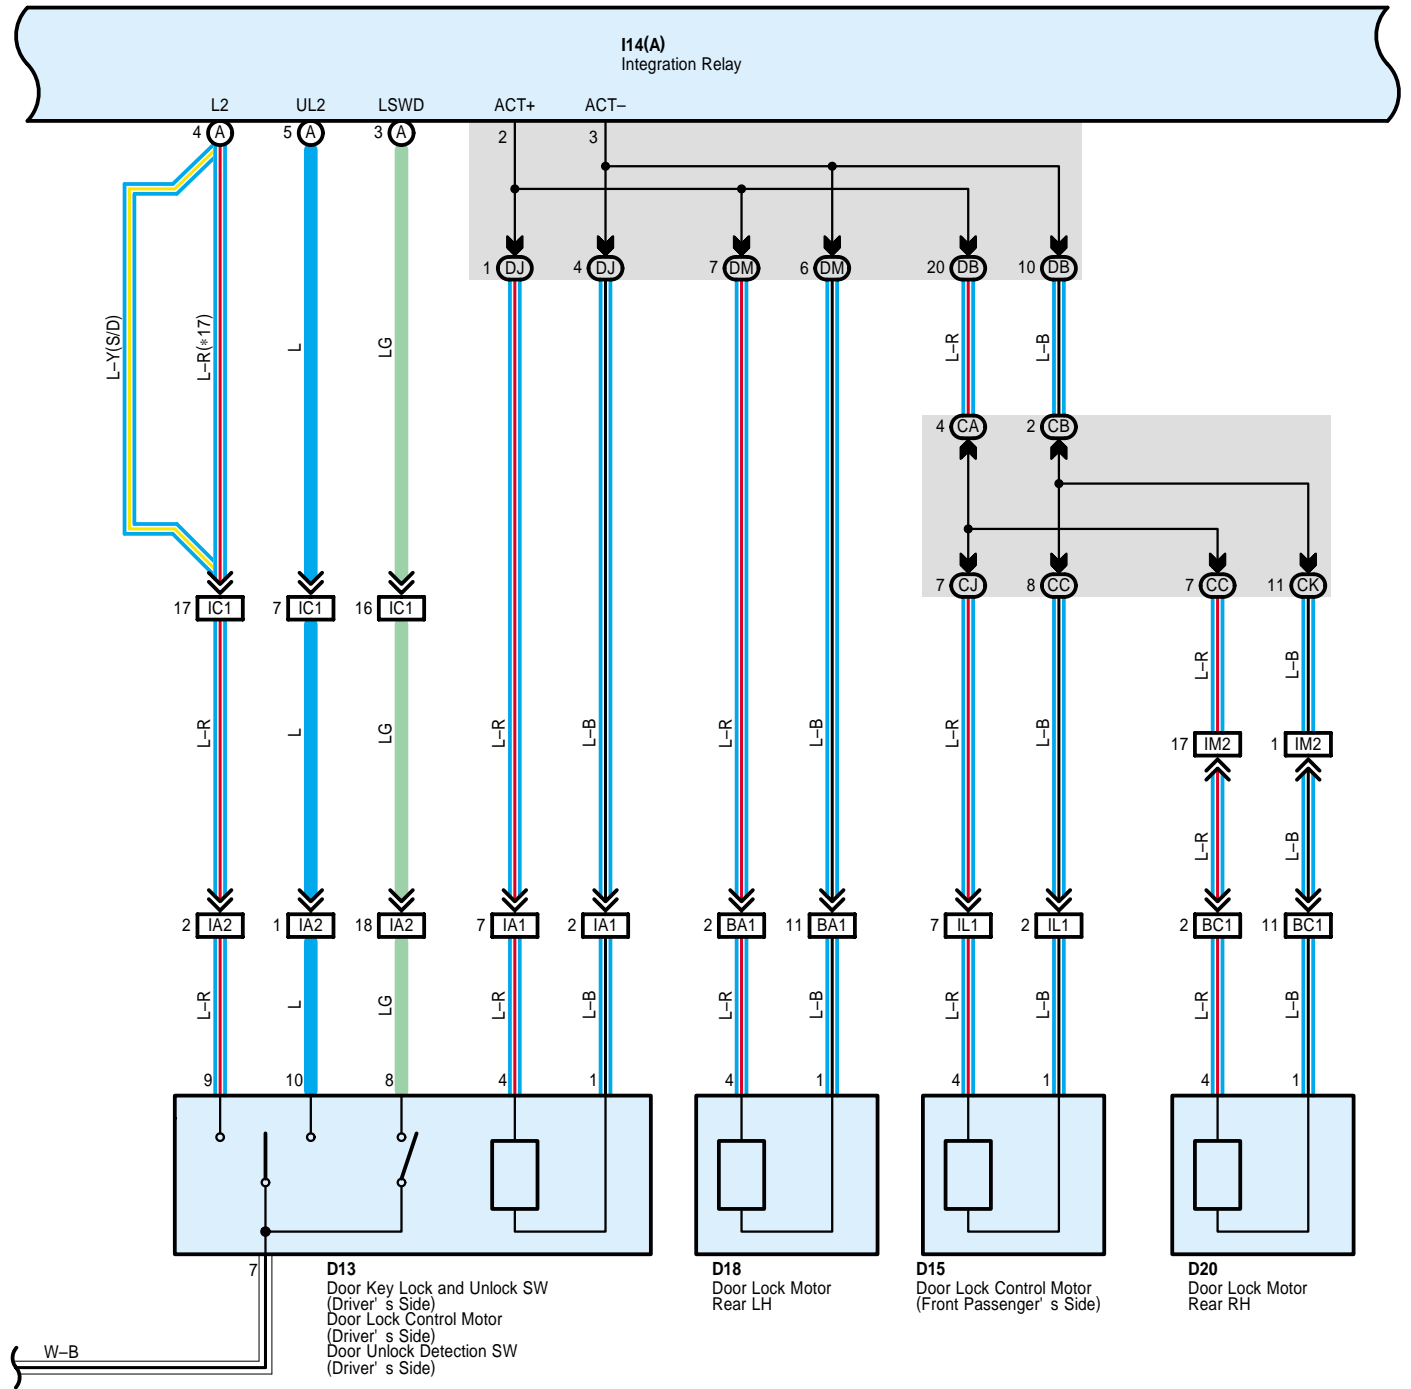 I14(A)
Integration Relay
L2 UL2 LSWD ACT+ ACT–
4 A 5 A 3 A 2 3
1 DJ 4 DJ 7 DM 6 DM 20 DB 10 DB
L–Y(S/D) L–R(*17) L LG L–R L–B
4 CA 2 CB
7 CJ 8 CC 7 CC 11 CK
17 IC1 7 IC1 16 IC1
L–R L–B
L–R L LG L–R L–B L–R L–B L–R L–B
17 IM2 1 IM2
L–R L–B
2 IA2 1 IA2 18 IA2 7 IA1 2 IA1 2 BA1 11 BA1 7 IL1 2 IL1 2 BC1 11 BC1
L–R L LG L–R L–B L–R L–B L–R L–B L–R L–B
9 10 8 4 1 4 1 4 1 4 1
7
D13
Door Key Lock and Unlock SW
(Driver' s Side)
Door Lock Control Motor
(Driver' s Side)
Door Unlock Detection SW
(Driver' s Side)
D18
Door Lock Motor
Rear LH
D15
Door Lock Control Motor
(Front Passenger' s Side)
D20
Door Lock Motor
Rear RH
W–B